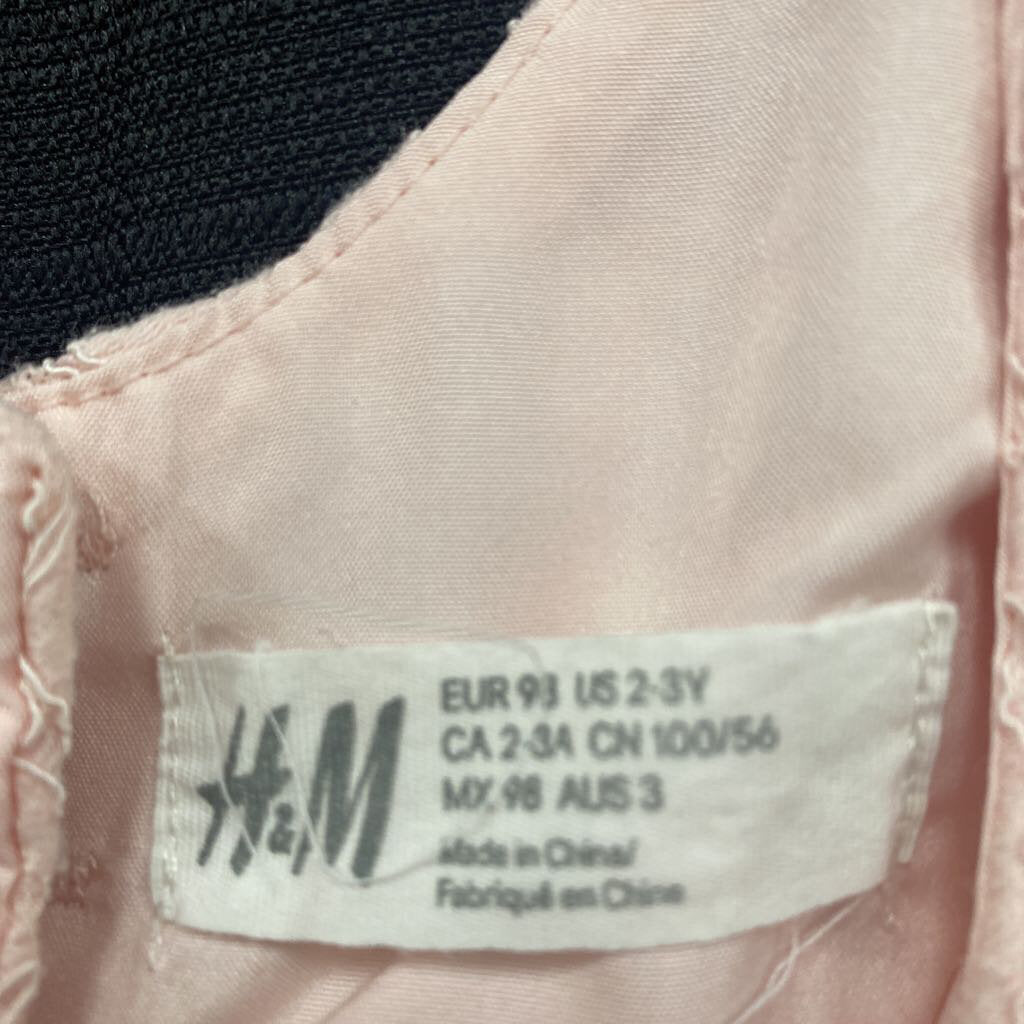 H&M
EUR 98 US 2-3Y
CA 2-3A CN 100/56
MY. 98 AUS 3
Made in China/
Fabriqué en Chine